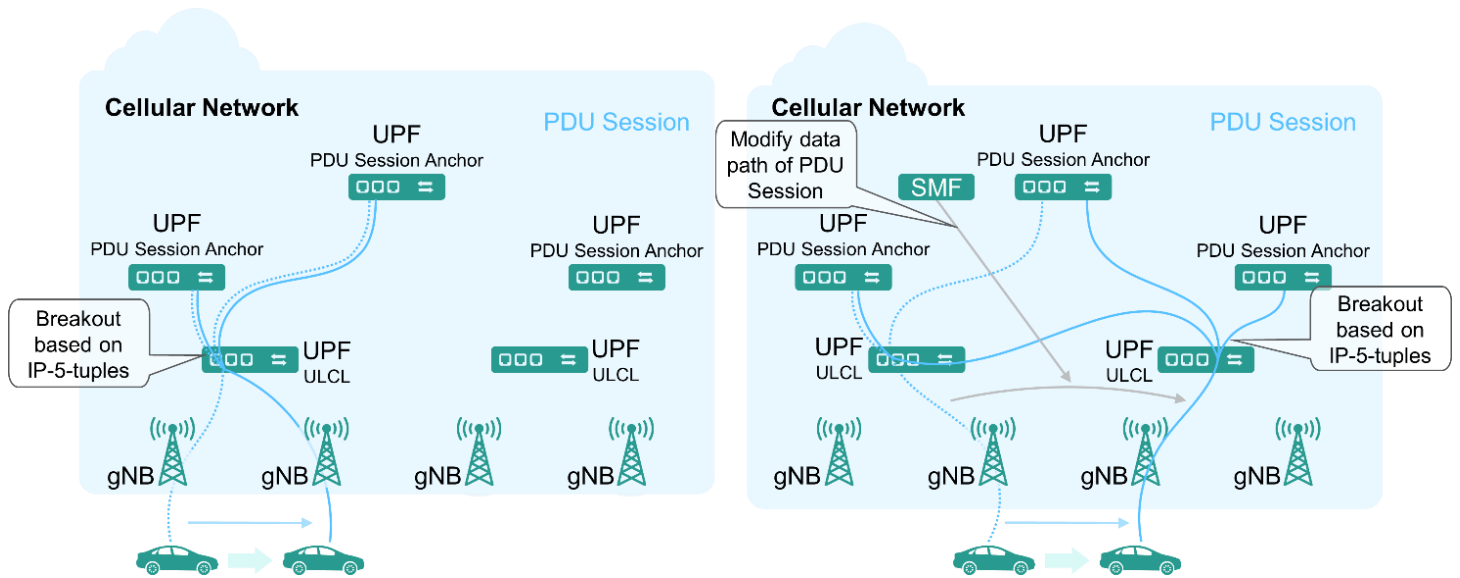 Cellular Network
PDU Session
UPF
PDU Session Anchor
UPF
PDU Session Anchor
UPF
PDU Session Anchor
Breakout
based on
IP-5-tuples
UPF
ULCL
UPF
ULCL
gNB
gNB
gNB
gNB
Cellular Network
PDU Session
Modify data
path of PDU
Session
SMF
UPF
PDU Session Anchor
UPF
PDU Session Anchor
UPF
PDU Session Anchor
Breakout
based on
IP-5-tuples
UPF
ULCL
UPF
ULCL
gNB
gNB
gNB
gNB